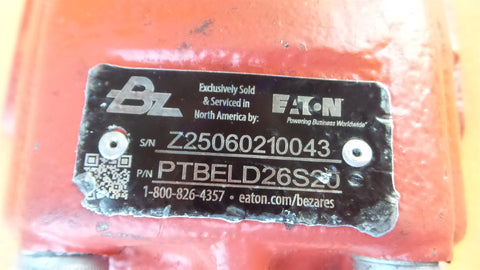 BZ
Exclusively Sold
& Serviced in
North America by:
EATON
Powering Business Worldwide
S/N Z25060210043
P/N PTBELD26S20
1-800-826-4357 • eaton.com/bezares